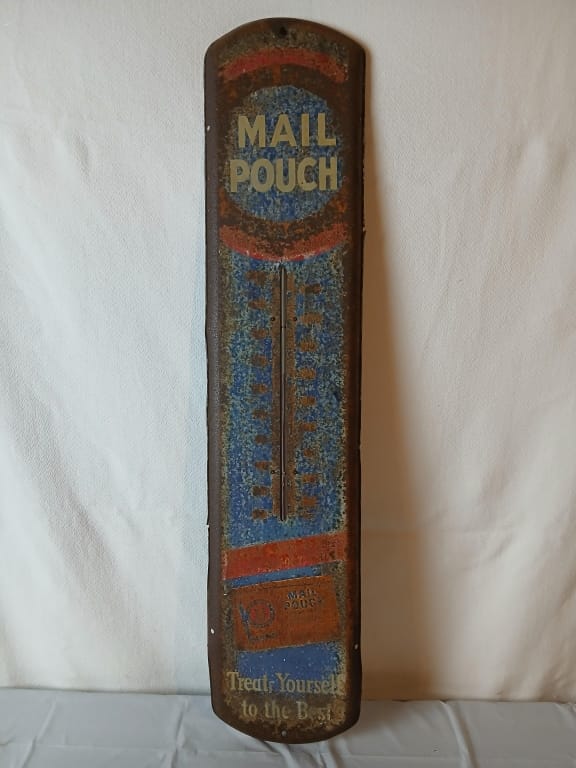 MAIL
POUCH
MAIL
POUCH
Treat Yourself
to the Best